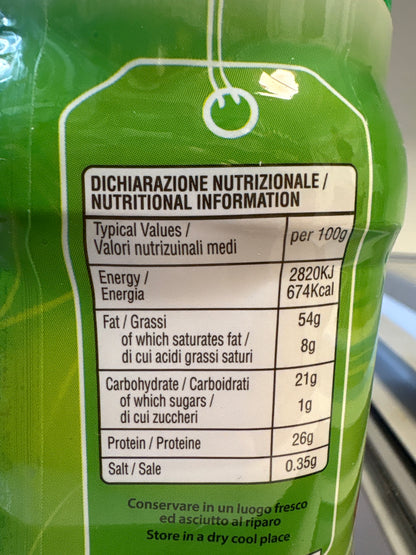 DICHIARAZIONE NUTRIZIONALE /
NUTRITIONAL INFORMATION
Typical Values /
Valori nutrizuinali medi
per 100g
Energy /
Energia
2820KJ
674Kcal
Fat / Grassi
54g
of which saturates fat /
di cui acidi grassi saturi
8g
Carbohydrate / Carboidrati
21g
of which sugars /
di cui zuccheri
1g
Protein / Proteine
26g
Salt / Sale
0.35g
Conservare in un luogo fresco
ed asciutto al riparo
Store in a dry cool place